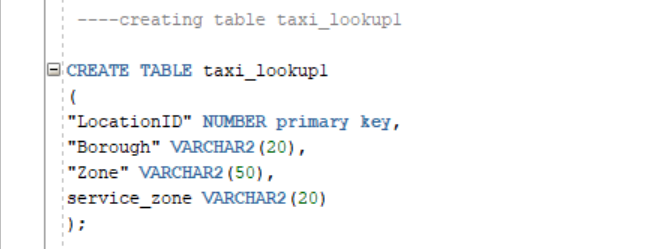 ----creating table taxi_lookup1
CREATE TABLE taxi_lookup1
(
"LocationID" NUMBER primary key,
"Borough" VARCHAR2(20),
"Zone" VARCHAR2(50),
service_zone VARCHAR2(20)
);